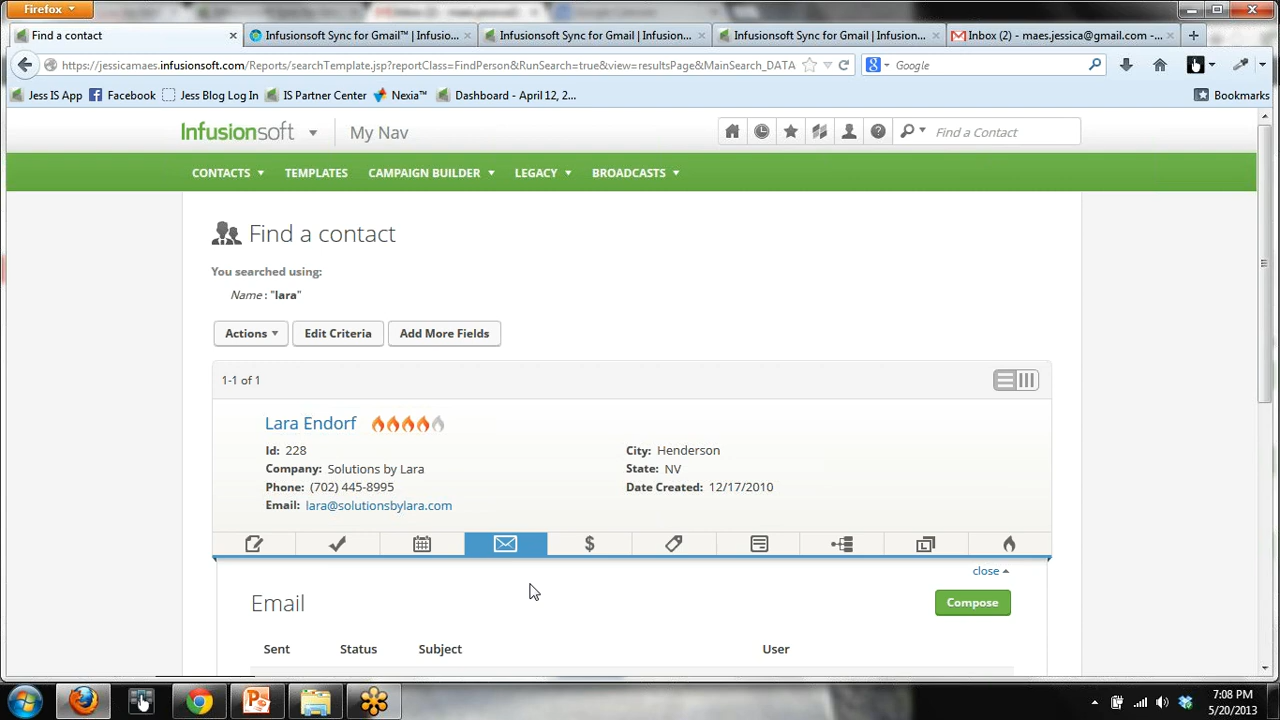 Firefox
Find a contact
Infusionsoft Sync for Gmail™ | Infusio...
Infusionsoft Sync for Gmail | Infusion...
Infusionsoft Sync for Gmail | Infusion...
Inbox (2) - maes.jessica@gmail.com -...
https://jessicamaes.infusionsoft.com/Reports/searchTemplate.jsp?reportClass=FindPerson&RunSearch=true&view=resultsPage&MainSearch_DATA
Google
Jess IS App
Facebook
Jess Blog Log In
IS Partner Center
Nexia™
Dashboard - April 12, 2...
Bookmarks
Infusionsoft
My Nav
Find a Contact
CONTACTS
TEMPLATES
CAMPAIGN BUILDER
LEGACY
BROADCASTS
Find a contact
You searched using:
Name : "lara"
Actions
Edit Criteria
Add More Fields
1-1 of 1
Lara Endorf
Id: 228
City: Henderson
Company: Solutions by Lara
State: NV
Phone: (702) 445-8995
Date Created: 12/17/2010
Email: lara@solutionsbylara.com
close
Email
Compose
Sent
Status
Subject
User
7:08 PM
5/20/2013